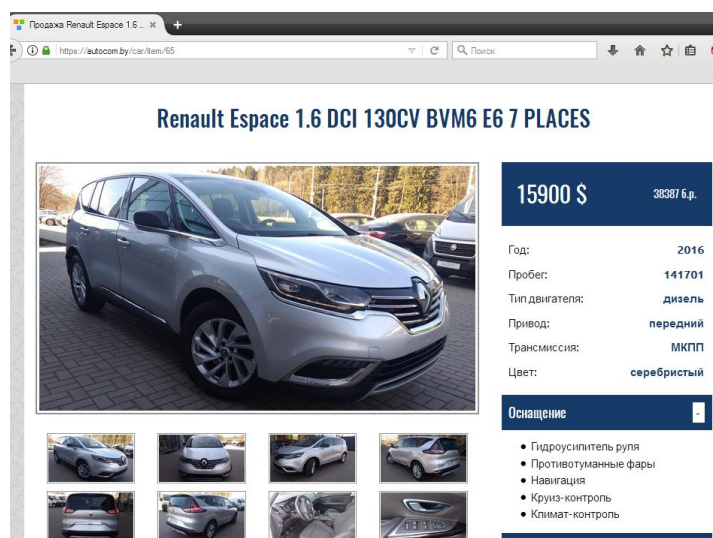 Продажа Renault Espace 1.6 ...
https://autocom.by/car/item/65
Поиск
Renault Espace 1.6 DCI 130CV BVM6 E6 7 PLACES
15900 $ 38387 б.р.
Год: 2016
Пробег: 141701
Тип двигателя: дизель
Привод: передний
Трансмиссия: МКПП
Цвет: серебристый
Оснащение -
Гидроусилитель руля
Противотуманные фары
Навигация
Круиз-контроль
Климат-контроль